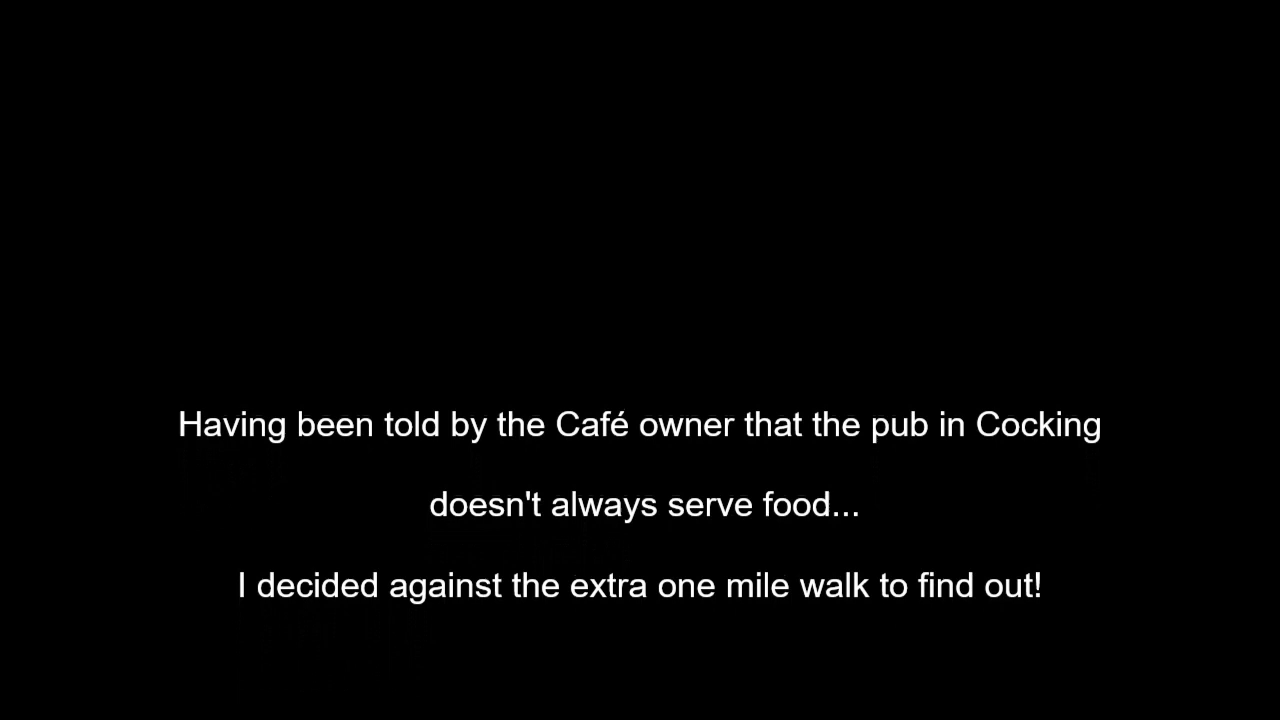 Having been told by the Café owner that the pub in Cocking
doesn't always serve food...
I decided against the extra one mile walk to find out!